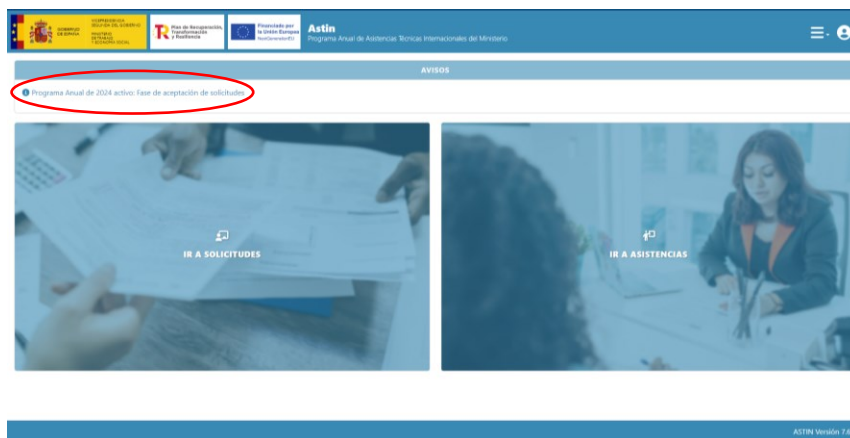 GOBIERNO
DE ESPAÑA
VICEPRESIDENCIA
SEGUNDA DEL GOBIERNO
MINISTERIO
DE TRABAJO
Y ECONOMÍA SOCIAL
Plan de Recuperación,
Transformación
y Resiliencia
Financiado por
la Unión Europea
NextGenerationEU
Astin
Programa Anual de Asistencias Técnicas Internacionales del Ministerio
AVISOS
Programa Anual de 2024 activo: Fase de aceptación de solicitudes
IR A SOLICITUDES
IR A ASISTENCIAS
ASTIN Versión 7.6